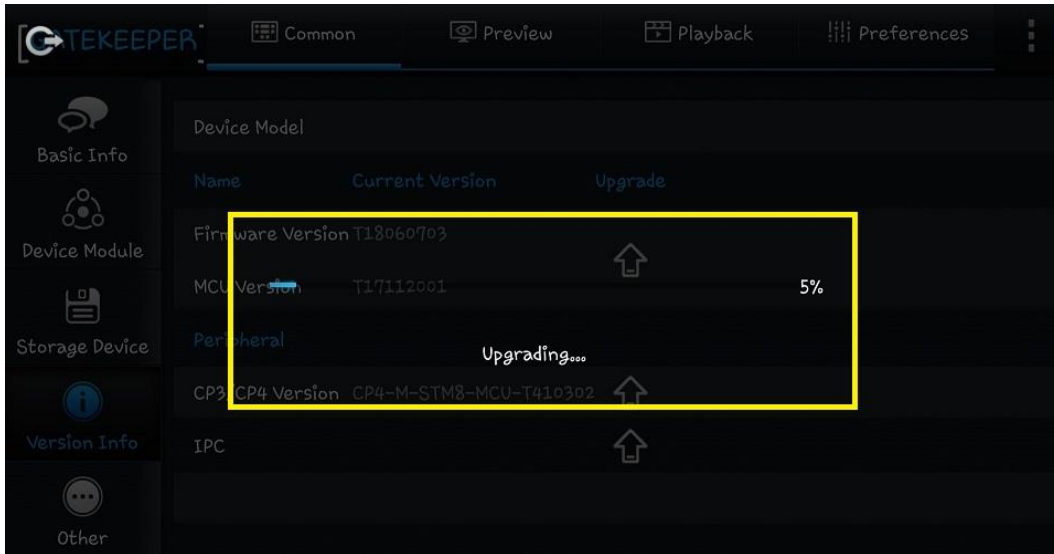 GATEKEEPER
Common
Preview
Playback
Preferences
Basic Info
Device Module
Storage Device
Version Info
Other
Device Model
Name Current Version Upgrade
Firmware Version T18060703
MCU Version T17112001
5%
Peripheral
Upgrading...
CP3/CP4 Version CP4-M-STM8-MCU-T410302
IPC